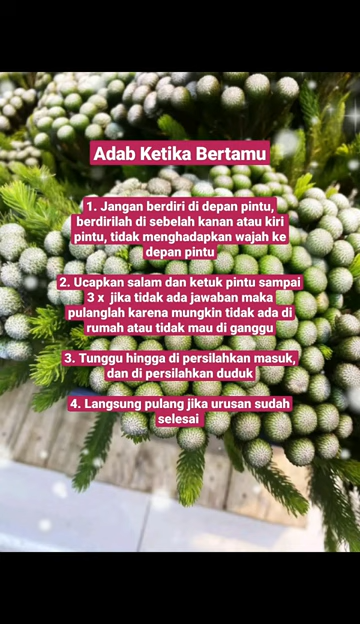 Adab Ketika Bertamu
1. Jangan berdiri di depan pintu,
berdirilah di sebelah kanan atau kiri
pintu, tidak menghadapkan wajah ke
depan pintu
2. Ucapkan salam dan ketuk pintu sampai
3 x jika tidak ada jawaban maka
pulanglah karena mungkin tidak ada di
rumah atau tidak mau di ganggu
3. Tunggu hingga di persilahkan masuk,
dan di persilahkan duduk
4. Langsung pulang jika urusan sudah
selesai